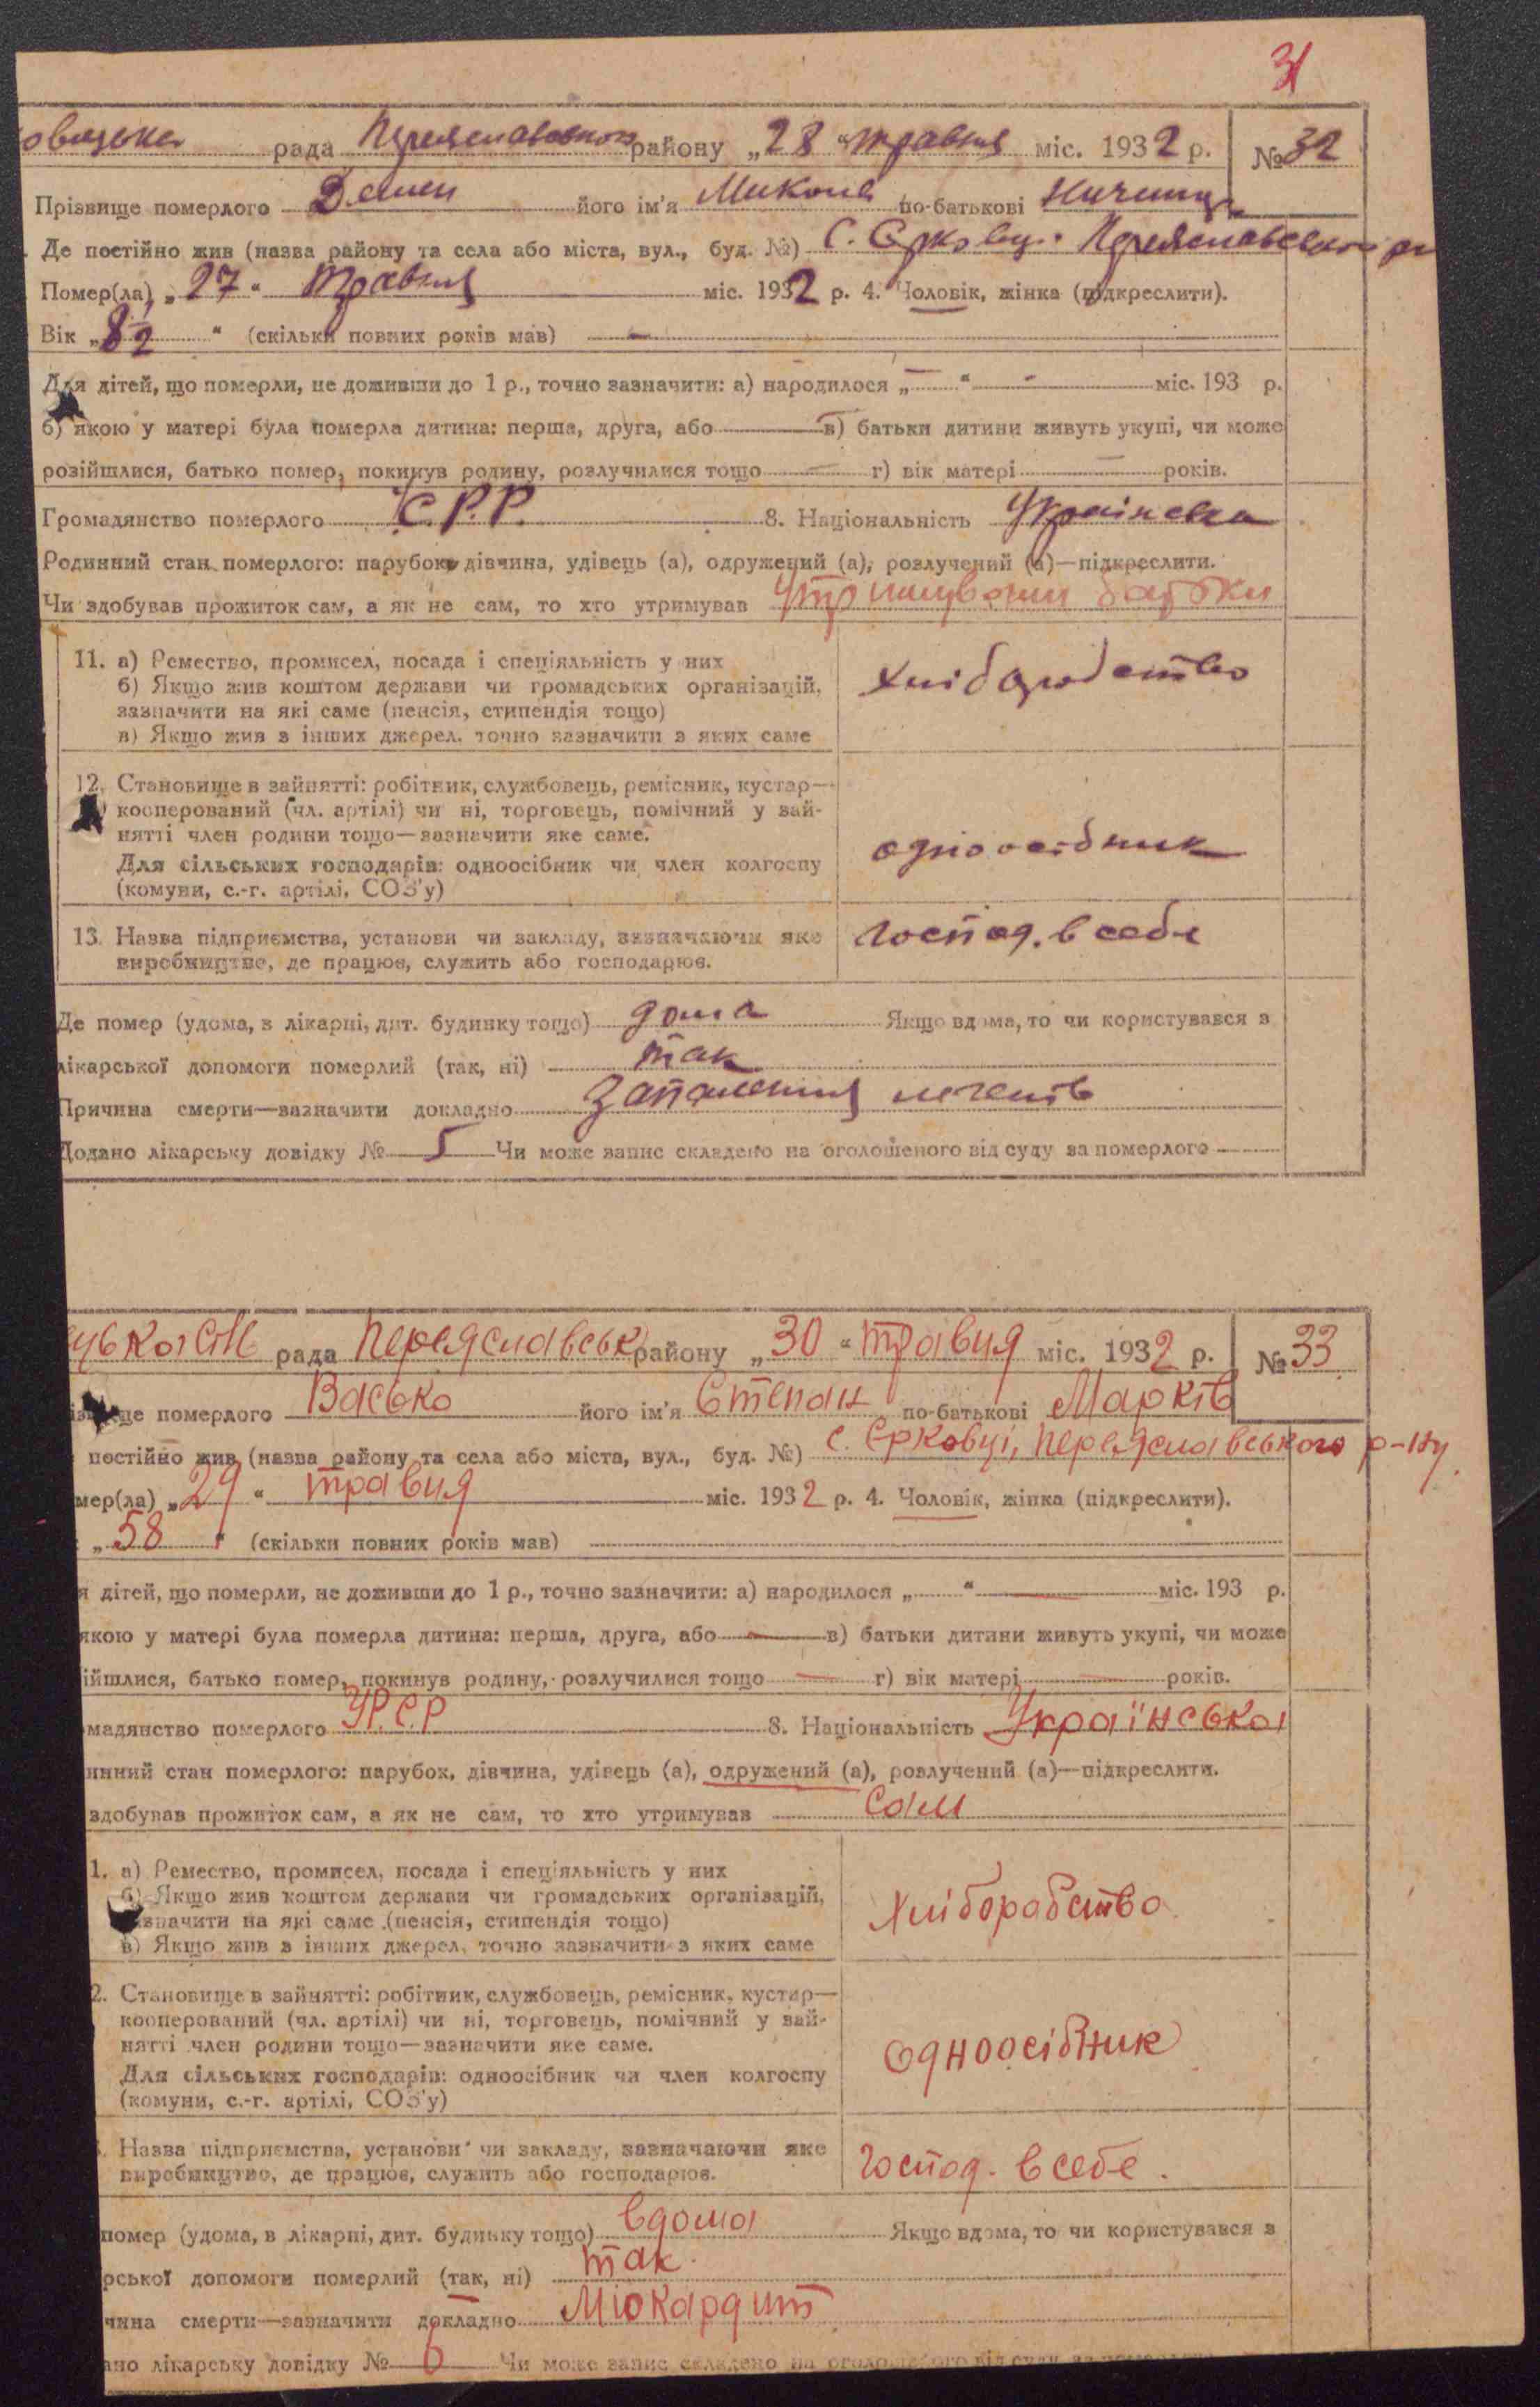 31
овецька рада Переяславського району „28“ травня міс. 1932 р. № 32
Прізвище померлого Демен його ім'я Микола по-батькові
Де постійно жив (назва району та села або міста, вул., буд. №) с. Єрковці Переяславського рн
Помер(ла) „27“ травня міс. 1932 р. 4. Чоловік, жінка (підкреслити).
Вік „8½“ (скільки повних років мав) —
Для дітей, що померли, не доживши до 1 р., точно зазначити: а) народилося „—“ - міс. 193 р.
б) якою у матері була померла дитина: перша, друга, або — в) батьки дитини живуть укупі, чи може
розійшлися, батько помер, покинув родину, розлучилися тощо — г) вік матері — років.
Громадянство померлого С.Р.Р. 8. Національність Українська
Родинний стан померлого: парубок, дівчина, удівець (а), одружений (а), розлучений (а)—підкреслити.
Чи здобував прожиток сам, а як не сам, то хто утримував утримували батьки
11. а) Ремество, промисел, посада і спеціяльність у них
б) Якщо жив коштом держави чи громадських організацій,
зазначити на які саме (пенсія, стипендія тощо)
в) Якщо жив з інших джерел, точно зазначити з яких саме
хліборобство
12. Становище в зайнятті: робітник, службовець, ремісник, кустар—
кооперований (чл. артілі) чи ні, торговець, помічний у зай-
нятті член родини тощо—зазначити яке саме.
Для сільських господарів: одноосібник чи член колгоспу
(комуни, с.-г. артілі, СОЗ'у)
одноосібник
13. Назва підприємства, установи чи закладу, зазначаючи яке
виробництво, де працює, служить або господарює.
господ. в себе
Де помер (удома, в лікарні, дит. будинку тощо) дома Якщо вдома, то чи користувався з
лікарської допомоги померлий (так, ні) так
Причина смерти—зазначити докладно Запалення легенів
Додано лікарську довідку № 5 Чи може запис складено на оголошеного від суду за померлого
рада Переяславськ району „30“ травня міс. 1932 р. № 33
ще померлого Васько його ім'я Степан по-батькові Марків
постійно жив (назва району та села або міста, вул., буд. №) с. Єрковці, Переяславського р-ну
мер(ла) „29“ травня міс. 1932 р. 4. Чоловік, жінка (підкреслити).
„58“ (скільки повних років мав)
я дітей, що померли, не доживши до 1 р., точно зазначити: а) народилося „ “ — міс. 193 р.
якою у матері була померла дитина: перша, друга, або — в) батьки дитини живуть укупі, чи може
ійшлися, батько помер, покинув родину, розлучилися тощо — г) вік матері — років.
мадянство померлого УР.С.Р 8. Національність Українська
инний стан померлого: парубок, дівчина, удівець (а), одружений (а), розлучений (а)—підкреслити.
здобував прожиток сам, а як не сам, то хто утримував Сам
1. а) Ремество, промисел, посада і спеціяльність у них
б) Якщо жив коштом держави чи громадських організацій,
зазначити на які саме (пенсія, стипендія тощо)
в) Якщо жив з інших джерел, точно зазначити з яких саме
Хліборобство
2. Становище в зайнятті: робітник, службовець, ремісник, кустар—
кооперований (чл. артілі) чи ні, торговець, помічний у зай-
нятті член родини тощо—зазначити яке саме.
Для сільських господарів: одноосібник чи член колгоспу
(комуни, с.-г. артілі, СОЗ'у)
Одноосібник
Назва підприємства, установи чи закладу, зазначаючи яке
виробництво, де працює, служить або господарює.
Господ. в себе.
помер (удома, в лікарні, дит. будинку тощо) вдома Якщо вдома, то чи користувався з
рської допомоги померлий (так, ні) так.
чина смерти—зазначити докладно Міокардит
ано лікарську довідку № 6 Чи може запис складено на оголошеного від суду за